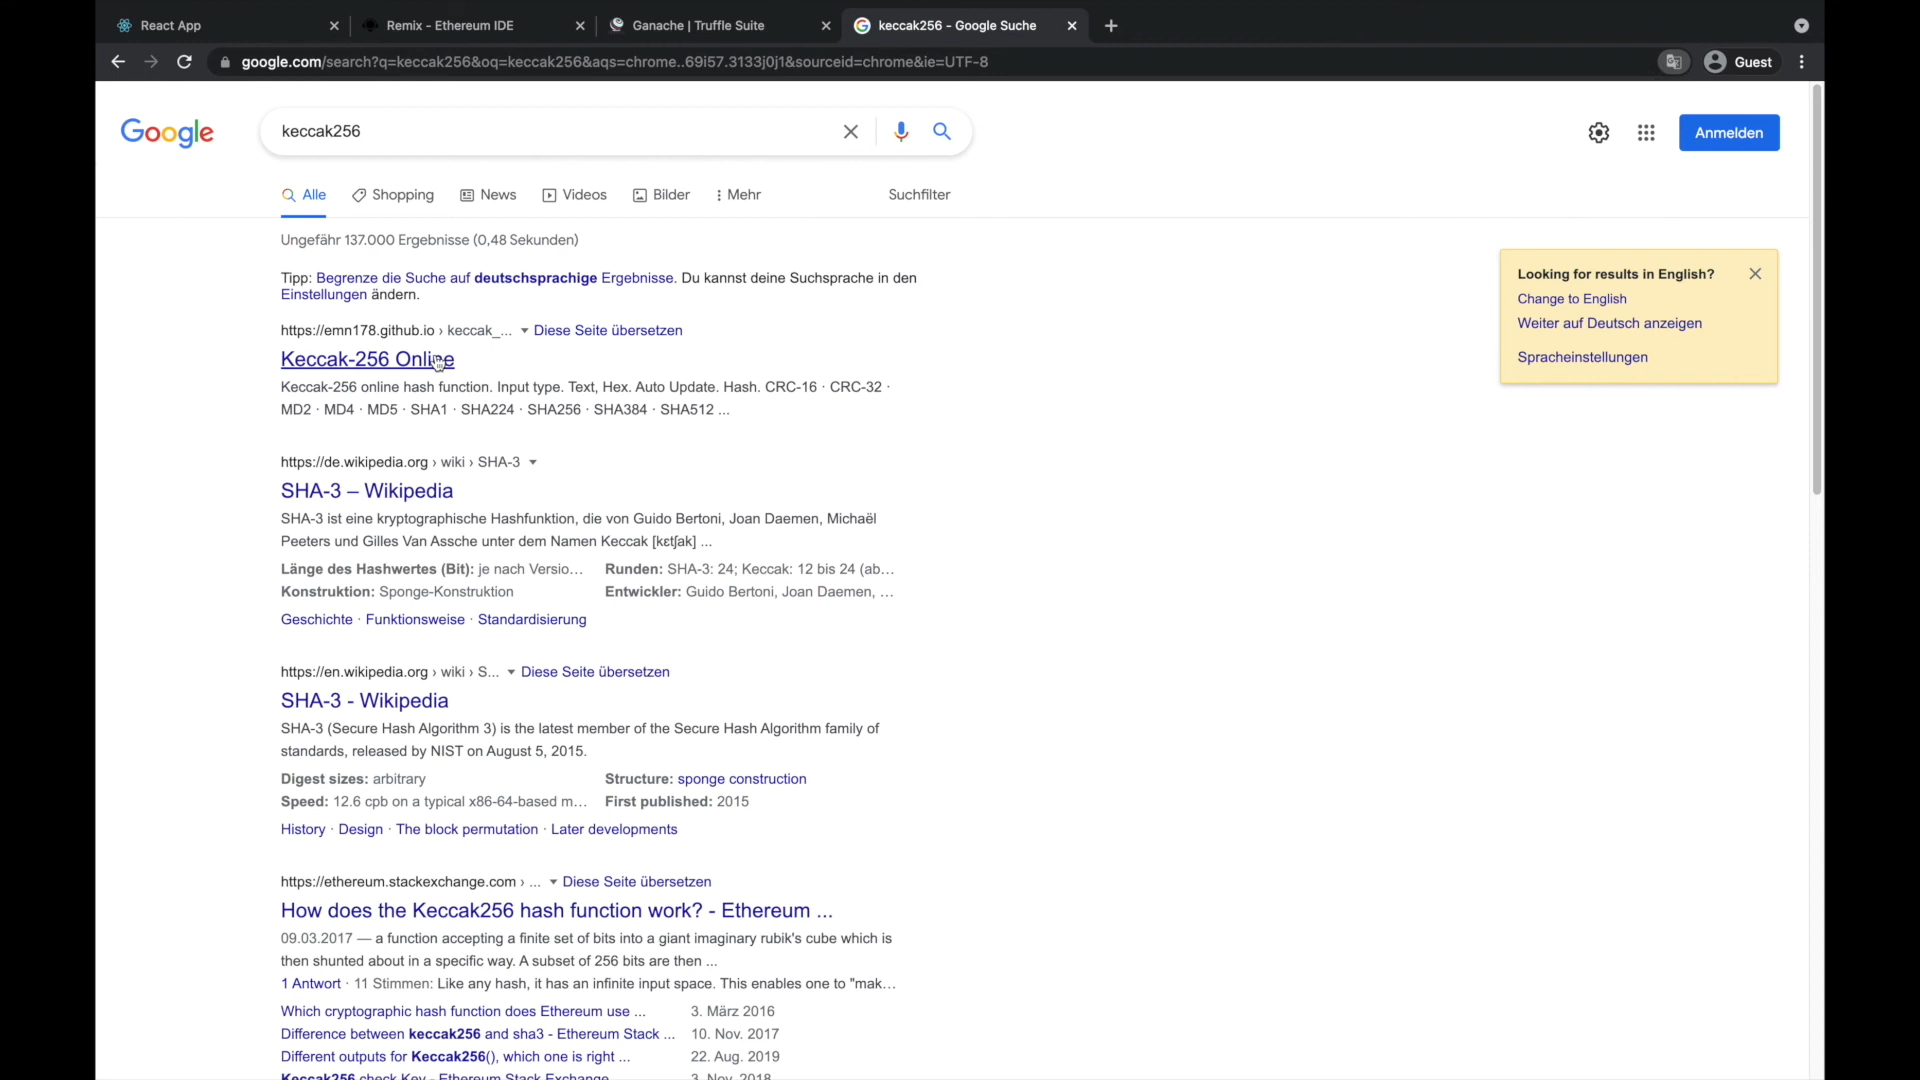 React App
Remix - Ethereum IDE
Ganache | Truffle Suite
keccak256 - Google Suche
google.com/search?q=keccak256&oq=keccak256&aqs=chrome..69i57.3133j0j1&sourceid=chrome&ie=UTF-8
Guest
Google
keccak256
Anmelden
Alle
Shopping
News
Videos
Bilder
Mehr
Suchfilter
Ungefähr 137.000 Ergebnisse (0,48 Sekunden)
Tipp: Begrenze die Suche auf deutschsprachige Ergebnisse. Du kannst deine Suchsprache in den
Einstellungen ändern.
Looking for results in English?
Change to English
Weiter auf Deutsch anzeigen
Spracheinstellungen
https://emn178.github.io › keccak_... Diese Seite übersetzen
Keccak-256 Online
Keccak-256 online hash function. Input type. Text, Hex. Auto Update. Hash. CRC-16 · CRC-32 ·
MD2 · MD4 · MD5 · SHA1 · SHA224 · SHA256 · SHA384 · SHA512 ...
https://de.wikipedia.org › wiki › SHA-3
SHA-3 – Wikipedia
SHA-3 ist eine kryptographische Hashfunktion, die von Guido Bertoni, Joan Daemen, Michaël
Peeters und Gilles Van Assche unter dem Namen Keccak [kɛtʃak] ...
Länge des Hashwertes (Bit): je nach Versio... Runden: SHA-3: 24; Keccak: 12 bis 24 (ab...
Konstruktion: Sponge-Konstruktion Entwickler: Guido Bertoni, Joan Daemen, ...
Geschichte · Funktionsweise · Standardisierung
https://en.wikipedia.org › wiki › S... Diese Seite übersetzen
SHA-3 - Wikipedia
SHA-3 (Secure Hash Algorithm 3) is the latest member of the Secure Hash Algorithm family of
standards, released by NIST on August 5, 2015.
Digest sizes: arbitrary Structure: sponge construction
Speed: 12.6 cpb on a typical x86-64-based m... First published: 2015
History · Design · The block permutation · Later developments
https://ethereum.stackexchange.com › ... Diese Seite übersetzen
How does the Keccak256 hash function work? - Ethereum ...
09.03.2017 — a function accepting a finite set of bits into a giant imaginary rubik's cube which is
then shunted about in a specific way. A subset of 256 bits are then ...
1 Antwort · 11 Stimmen: Like any hash, it has an infinite input space. This enables one to "mak...
Which cryptographic hash function does Ethereum use ... 3. März 2016
Difference between keccak256 and sha3 - Ethereum Stack ... 10. Nov. 2017
Different outputs for Keccak256(), which one is right ... 22. Aug. 2019
Keccak256 check Key - Ethereum Stack Exchange 3. Nov. 2018